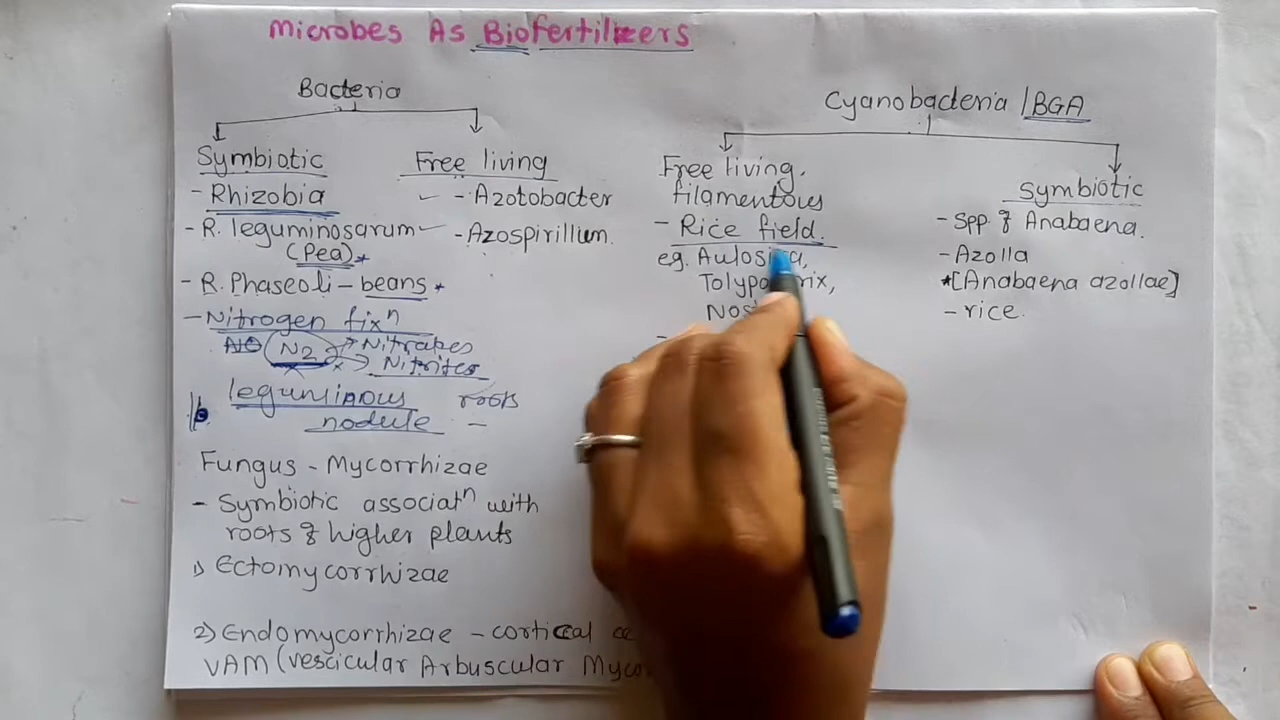 Microbes As Biofertilizers
Bacteria
Symbiotic
- Rhizobia
- R. leguminosarum
(Pea)*
- R. Phaseoli - beans *
- Nitrogen fixⁿ
N2 → Nitrates
→ Nitrites
leguminous roots
nodule -
Free living
- Azotobacter
- Azospirillum.
Fungus - Mycorrhizae
- Symbiotic associatⁿ with
roots & higher plants
1) Ectomycorrhizae
2) Endomycorrhizae - cortical
VAM (vescicular Arbuscular
Cyanobacteria / BGA
Free living,
filamentous
- Rice field.
eg.
Symbiotic
- Spp. & Anabaena.
- Azolla
*[Anabaena azollae]
- rice.